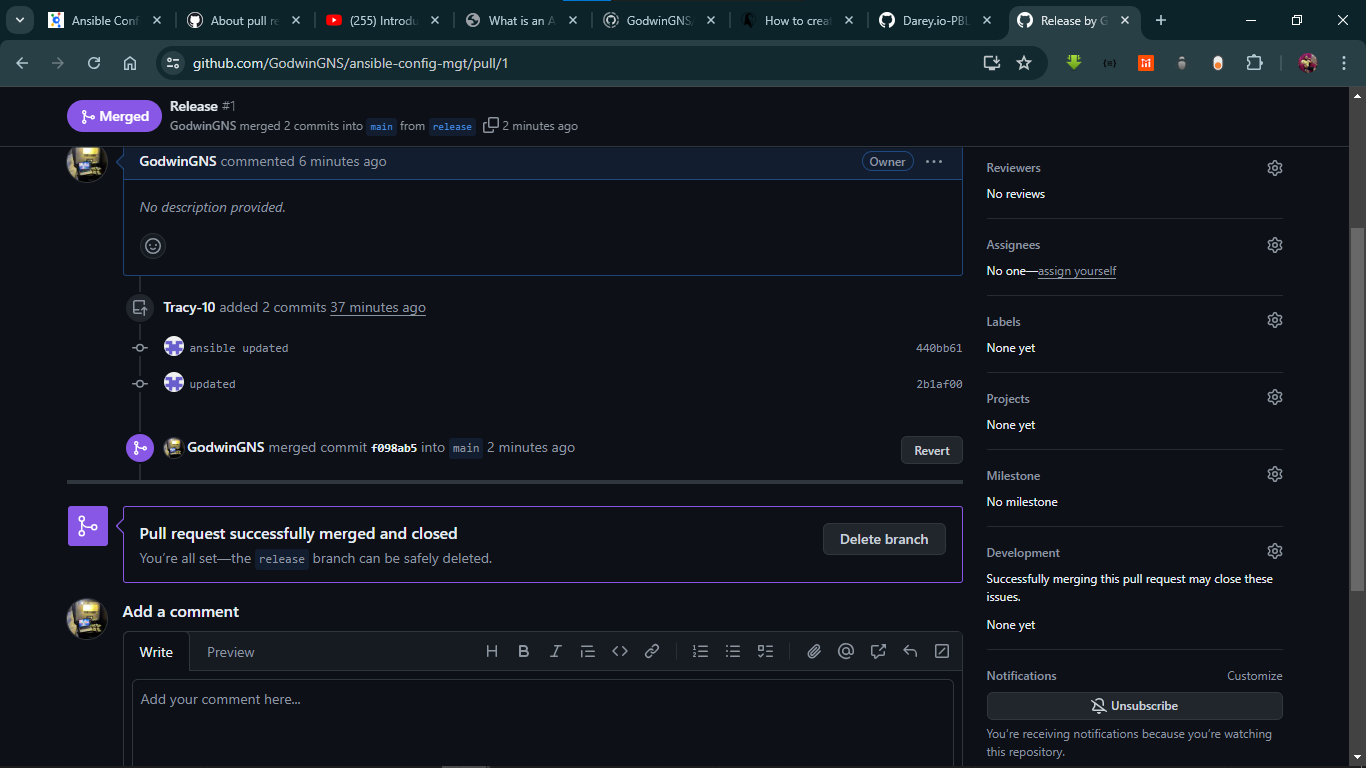 Ansible Conf
About pull re
(255) Introdu
What is an A
GodwinGNS/
How to creat
Darey.io-PBL
Release by G
github.com/GodwinGNS/ansible-config-mgt/pull/1
Merged
Release #1
GodwinGNS merged 2 commits into main from release 2 minutes ago
GodwinGNS commented 6 minutes ago
Owner
No description provided.
Tracy-10 added 2 commits 37 minutes ago
ansible updated 440bb61
updated 2b1af00
GodwinGNS merged commit f098ab5 into main 2 minutes ago
Revert
Pull request successfully merged and closed
You're all set—the release branch can be safely deleted.
Delete branch
Add a comment
Write Preview
Add your comment here...
Reviewers
No reviews
Assignees
No one—assign yourself
Labels
None yet
Projects
None yet
Milestone
No milestone
Development
Successfully merging this pull request may close these
issues.
None yet
Notifications Customize
Unsubscribe
You're receiving notifications because you're watching
this repository.